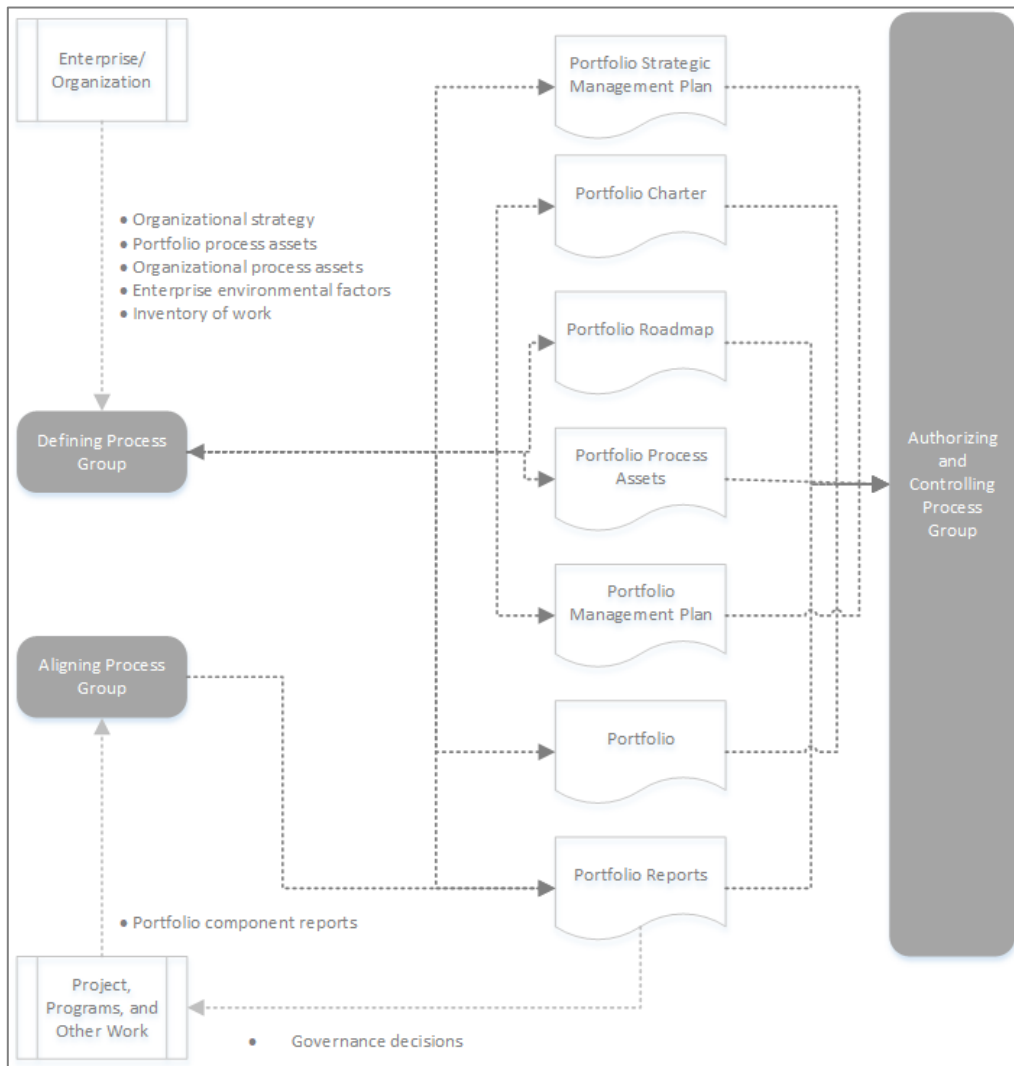 Enterprise/
Organization
Portfolio Strategic
Management Plan
Portfolio Charter
● Organizational strategy
● Portfolio process assets
● Organizational process assets
● Enterprise environmental factors
● Inventory of work
Portfolio Roadmap
Defining Process
Group
Portfolio Process
Assets
Authorizing
and
Controlling
Process
Group
Portfolio
Management Plan
Aligning Process
Group
Portfolio
Portfolio Reports
● Portfolio component reports
Project,
Programs, and
Other Work
● Governance decisions